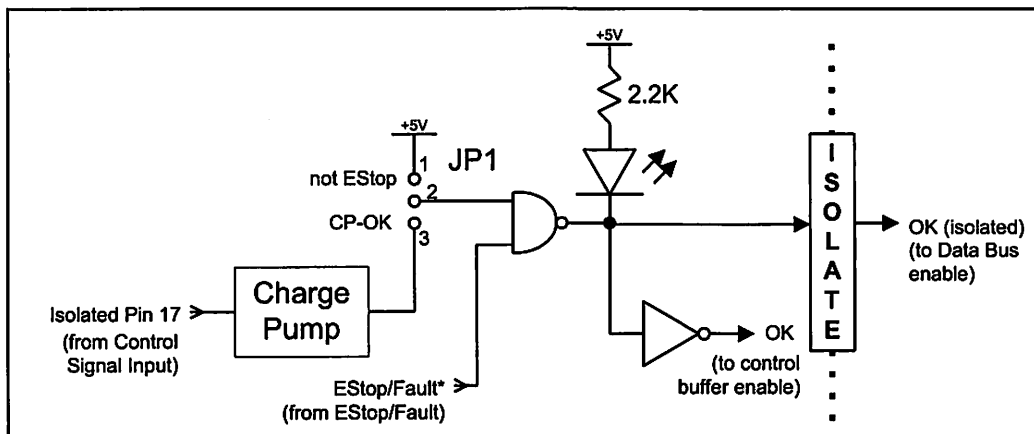 +5V
2.2K
+5V
1
JP1
not EStop
2
CP-OK
3
Charge
Pump
Isolated Pin 17
(from Control
Signal Input)
EStop/Fault*
(from EStop/Fault)
OK
(to control
buffer enable)
ISOLATE
OK (isolated)
(to Data Bus
enable)